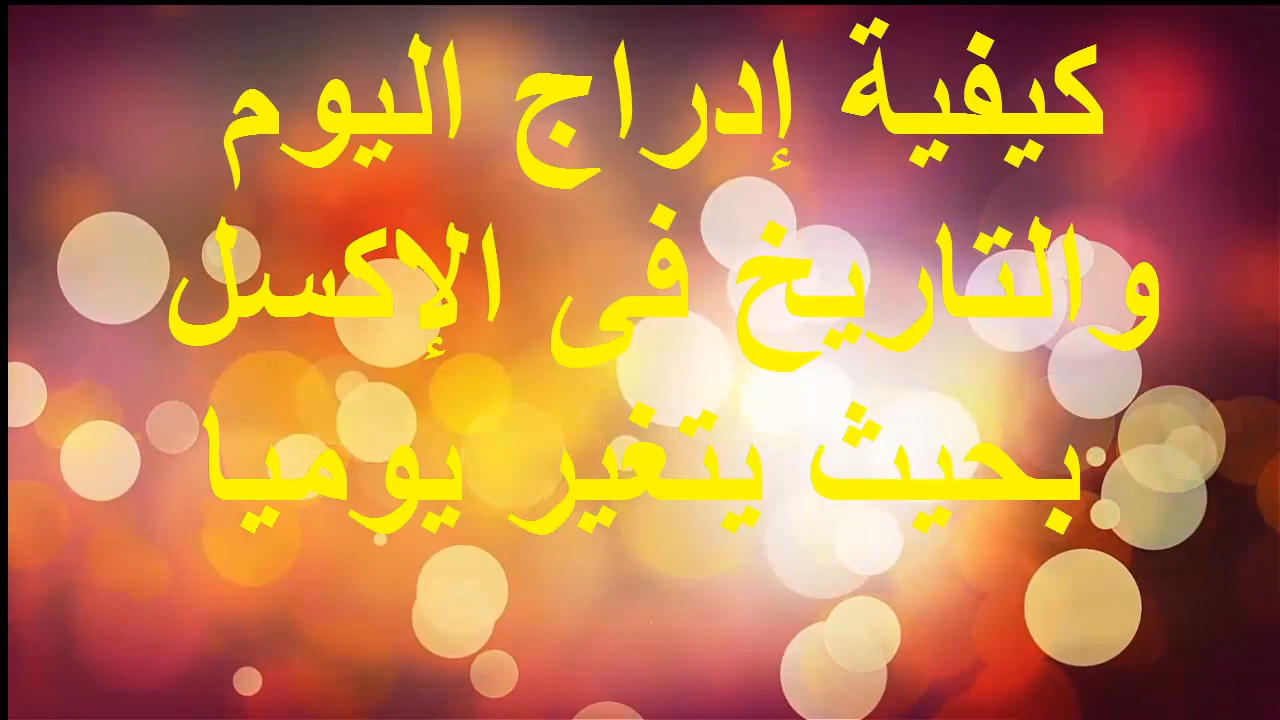 كيفية إدراج اليوم
والتاريخ فى الإكسل
بحيث يتغير يوميا